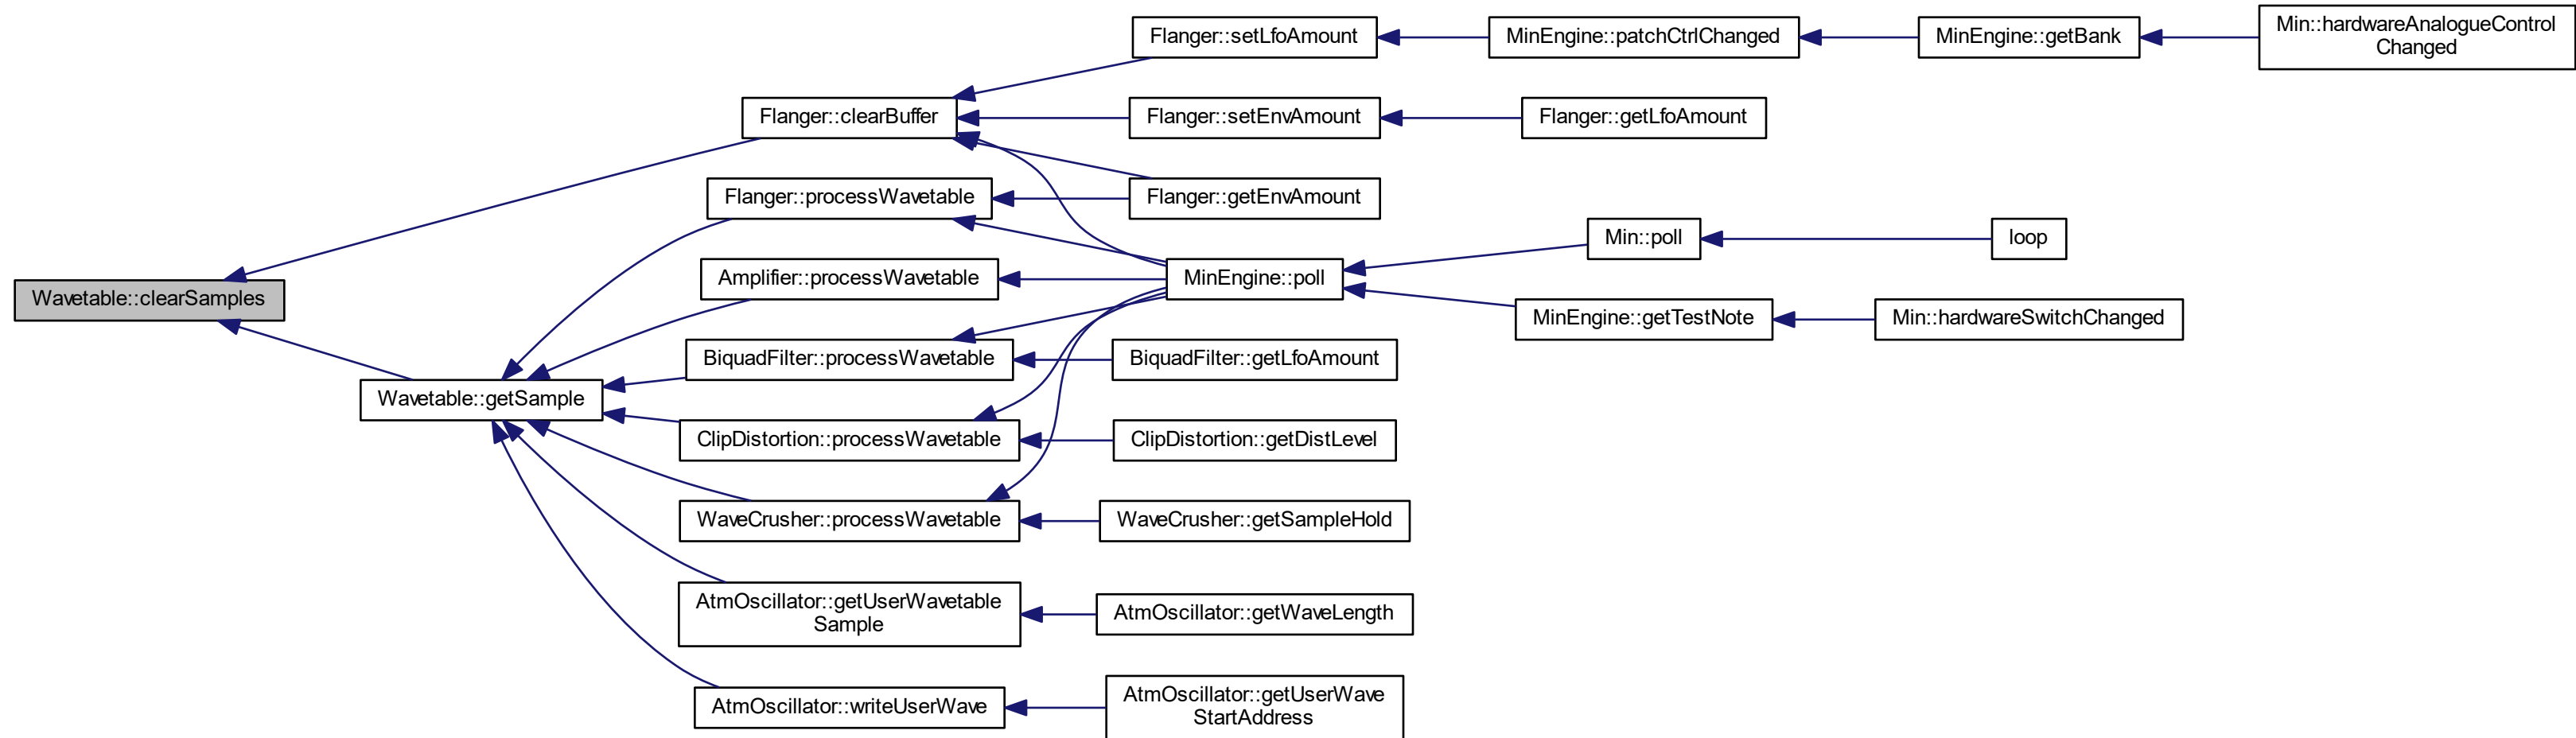 Flanger::setLfoAmount
MinEngine::patchCtrlChanged
MinEngine::getBank
Min::hardwareAnalogueControl
Changed
Flanger::clearBuffer
Flanger::setEnvAmount
Flanger::getLfoAmount
Flanger::processWavetable
Flanger::getEnvAmount
Min::poll
loop
Wavetable::clearSamples
Amplifier::processWavetable
MinEngine::poll
MinEngine::getTestNote
Min::hardwareSwitchChanged
BiquadFilter::processWavetable
BiquadFilter::getLfoAmount
Wavetable::getSample
ClipDistortion::processWavetable
ClipDistortion::getDistLevel
WaveCrusher::processWavetable
WaveCrusher::getSampleHold
AtmOscillator::getUserWavetable
Sample
AtmOscillator::getWaveLength
AtmOscillator::writeUserWave
AtmOscillator::getUserWave
StartAddress